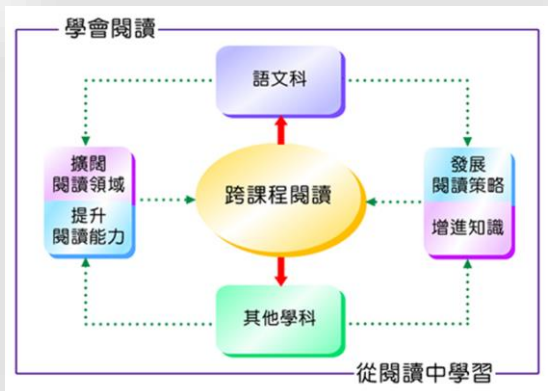 學會閱讀
語文科
擴闊
閱讀領域
提升
閱讀能力
跨課程閱讀
發展
閱讀策略
增進知識
其他學科
從閱讀中學習